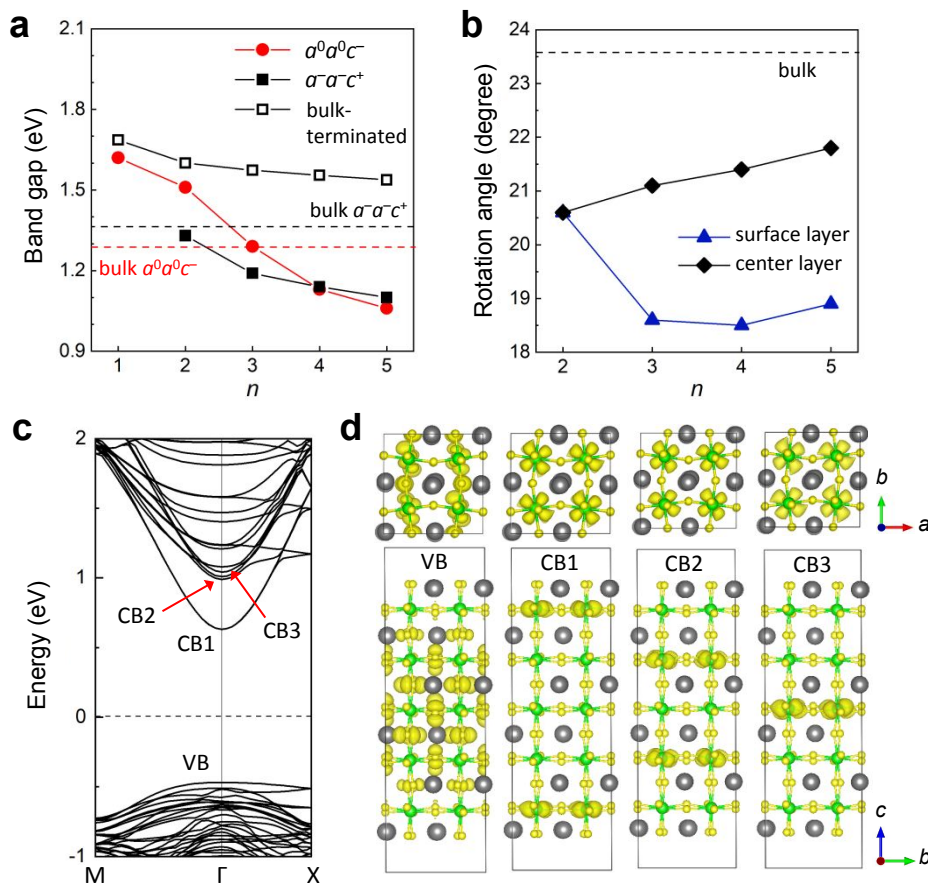 a
Band gap (eV)
2.1
1.8
1.5
1.2
0.9
a⁰a⁰c⁻
a⁻a⁻c⁺
bulk-
terminated
bulk a⁻a⁻c⁺
bulk a⁰a⁰c⁻
1 2 3 4 5
n
b
Rotation angle (degree)
24
23
22
21
20
19
18
bulk
surface layer
center layer
2 3 4 5
n
c
Energy (eV)
2
1
0
-1
CB2
CB1
CB3
VB
M Γ X
d
b
a
VB CB1 CB2 CB3
c
b